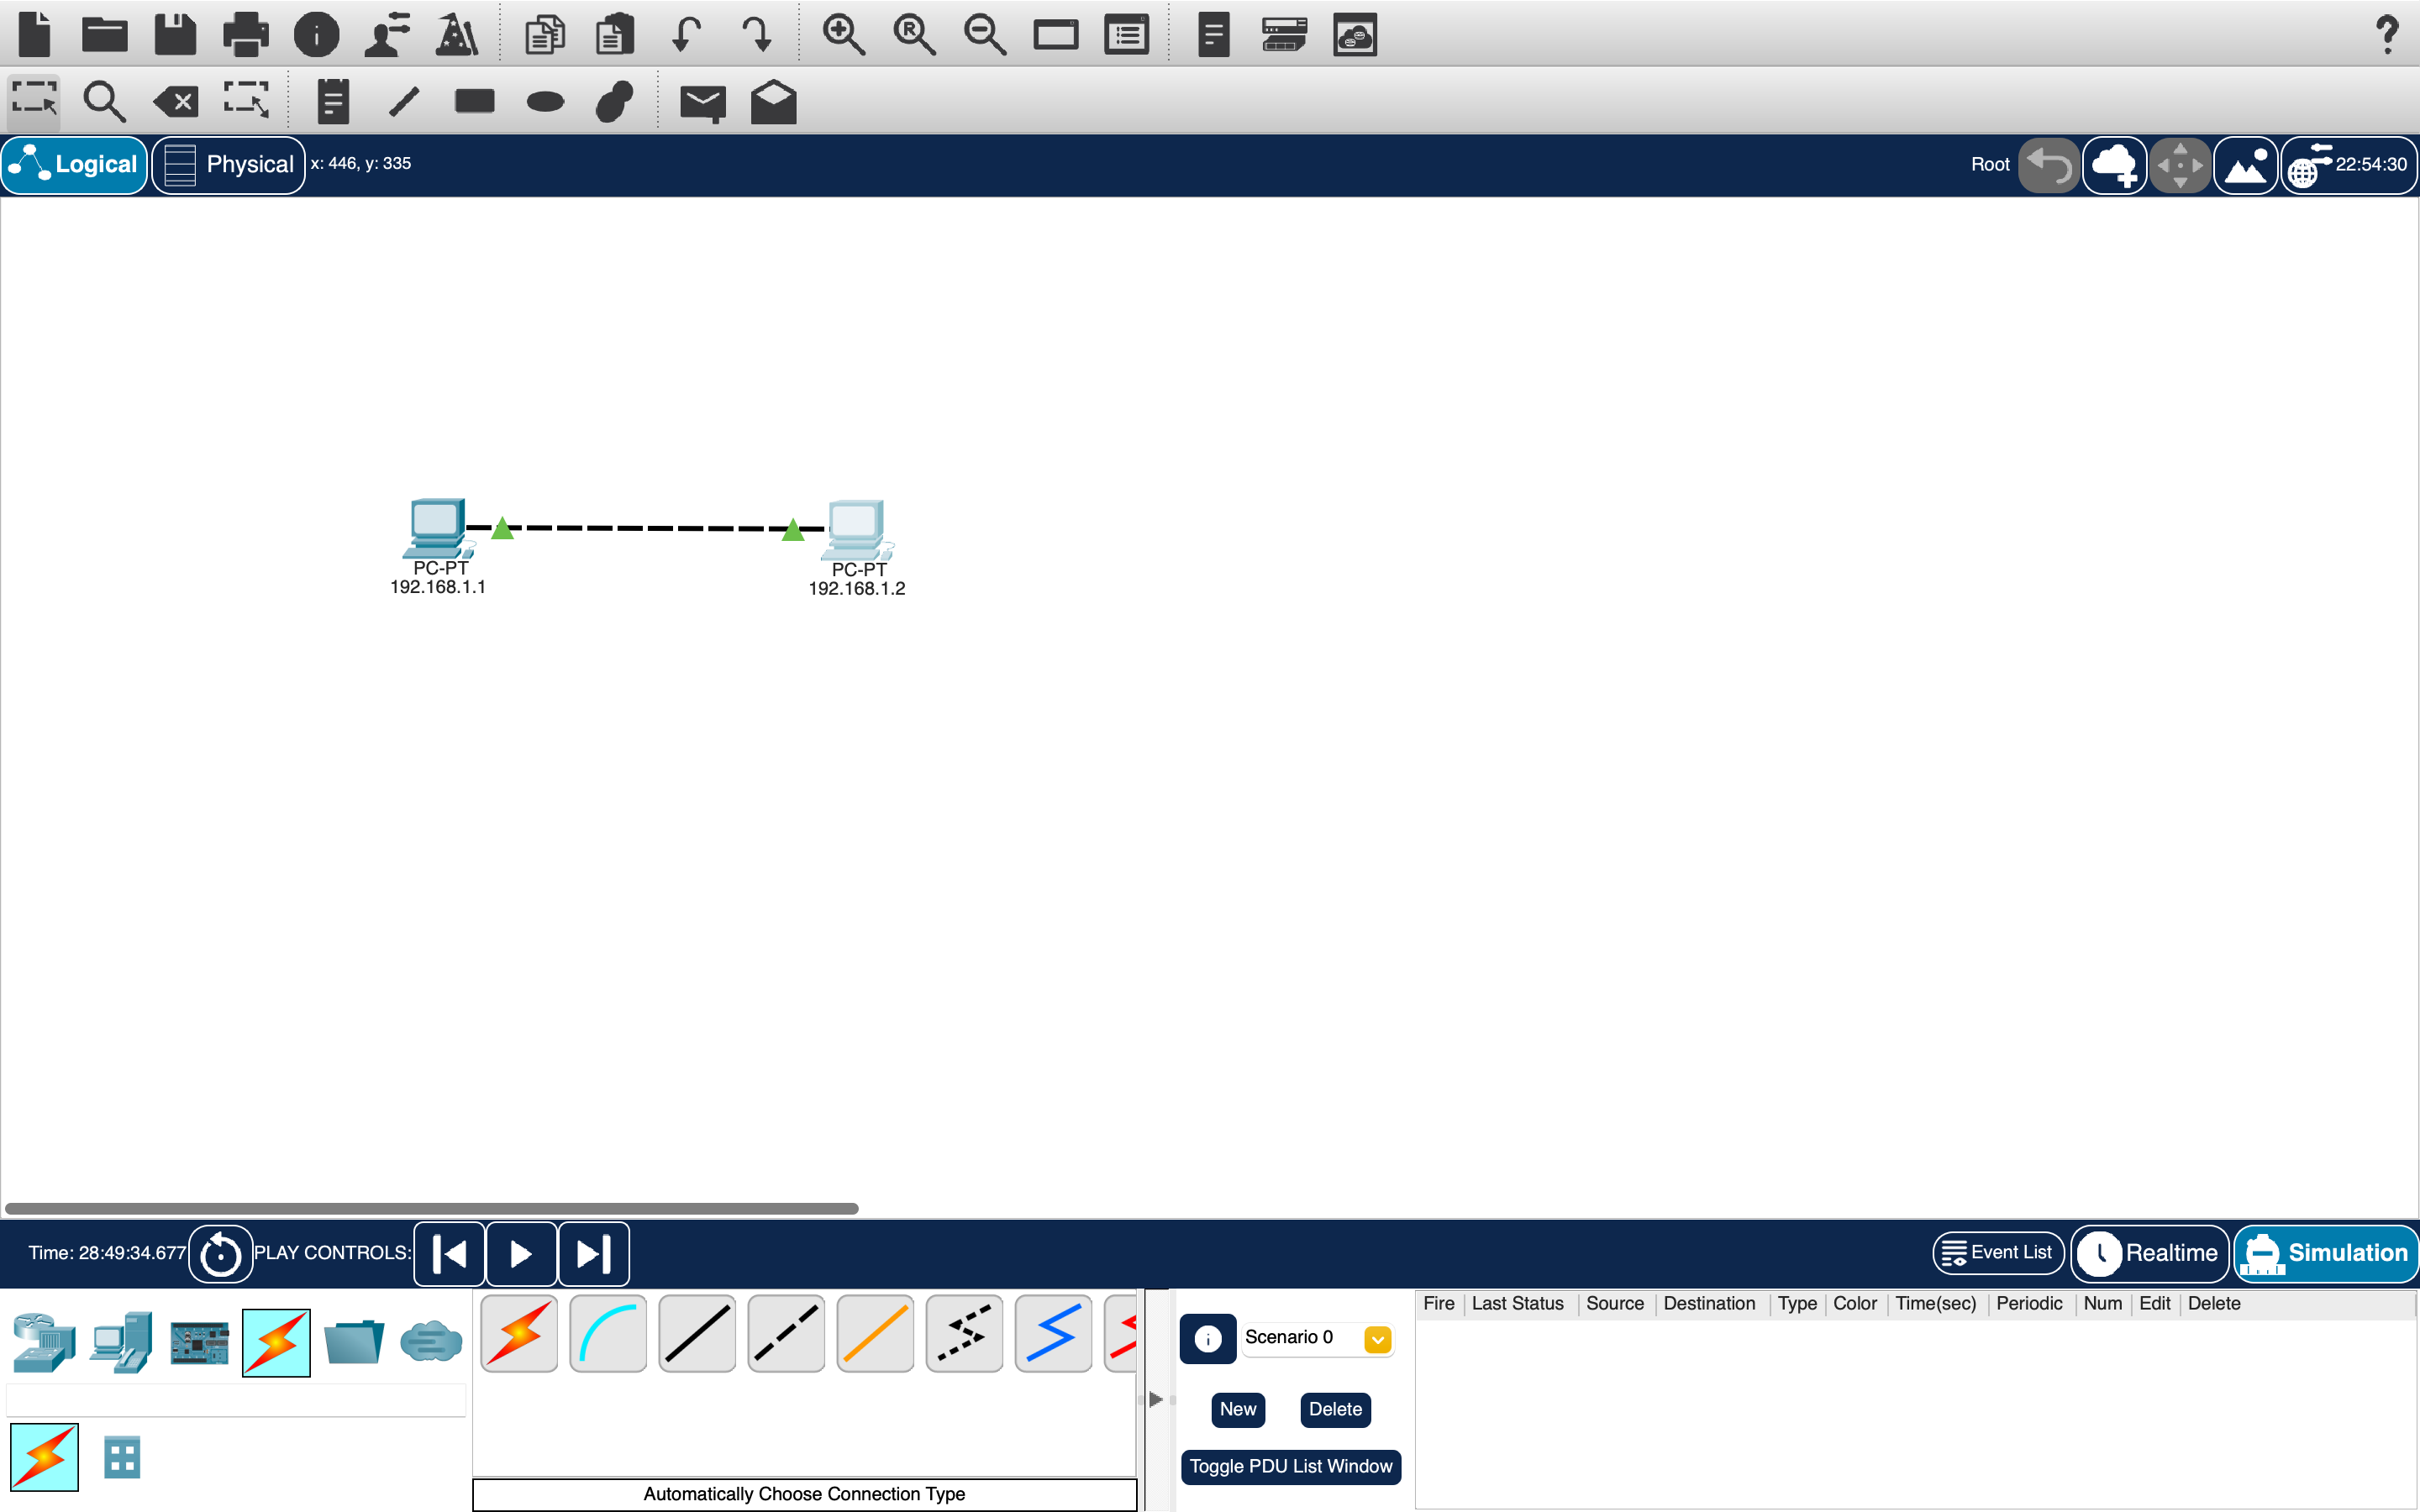 Logical
Physical
x: 446, y: 335
Root
22:54:30
PC-PT
192.168.1.1
PC-PT
192.168.1.2
Time: 28:49:34.677
PLAY CONTROLS:
Event List
Realtime
Simulation
Fire Last Status Source Destination Type Color Time(sec) Periodic Num Edit Delete
Scenario 0
New
Delete
Toggle PDU List Window
Automatically Choose Connection Type